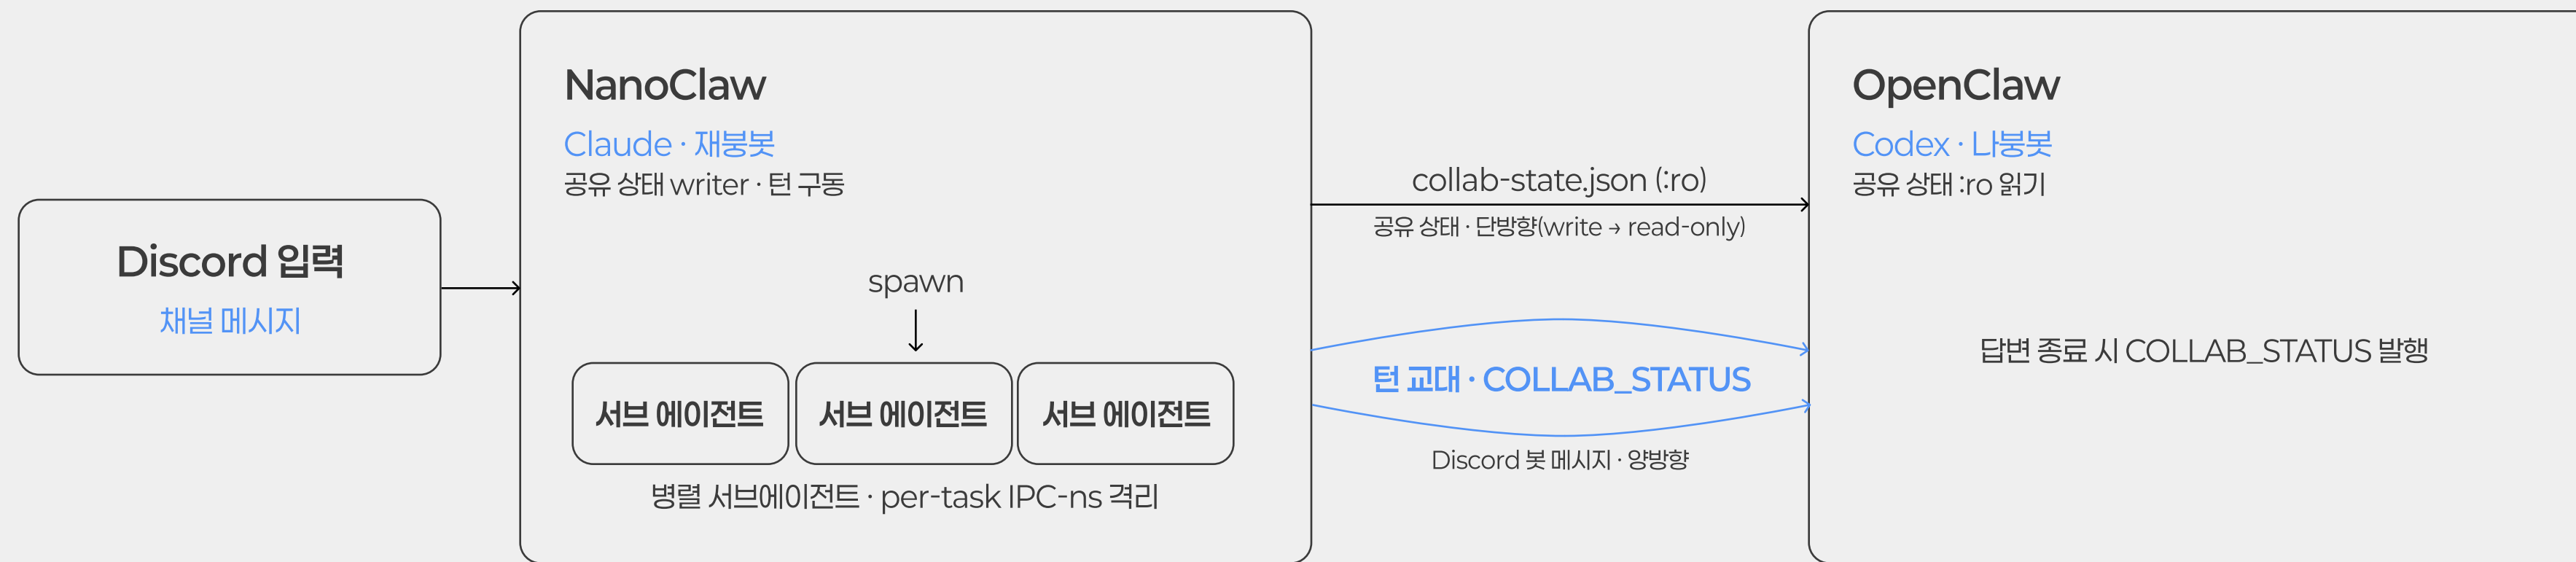 Discord 입력
채널 메시지
NanoClaw
Claude · 재붕봇
공유 상태 writer · 턴 구동
spawn
서브 에이전트
서브 에이전트
서브 에이전트
병렬 서브에이전트 · per-task IPC-ns 격리
collab-state.json (:ro)
공유 상태 · 단방향(write → read-only)
턴 교대 · COLLAB_STATUS
Discord 봇 메시지 · 양방향
OpenClaw
Codex · 나붕봇
공유 상태 :ro 읽기
답변 종료 시 COLLAB_STATUS 발행